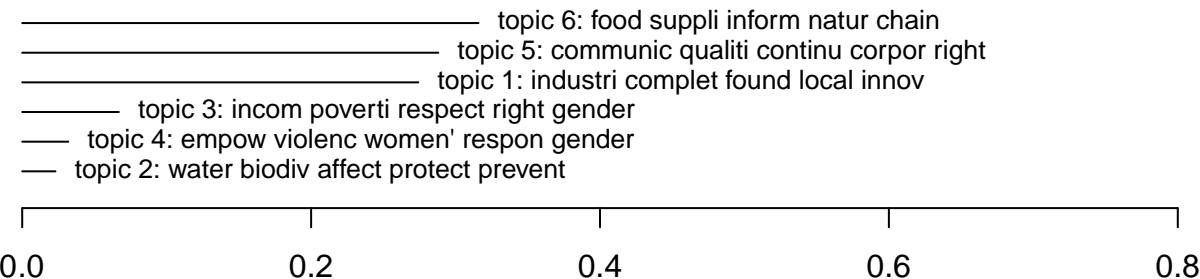 topic 6: food suppli inform natur chain
topic 5: communic qualiti continu corpor right
topic 1: industri complet found local innov
topic 3: incom poverti respect right gender
topic 4: empow violenc women' respon gender
topic 2: water biodiv affect protect prevent
0.0 0.2 0.4 0.6 0.8